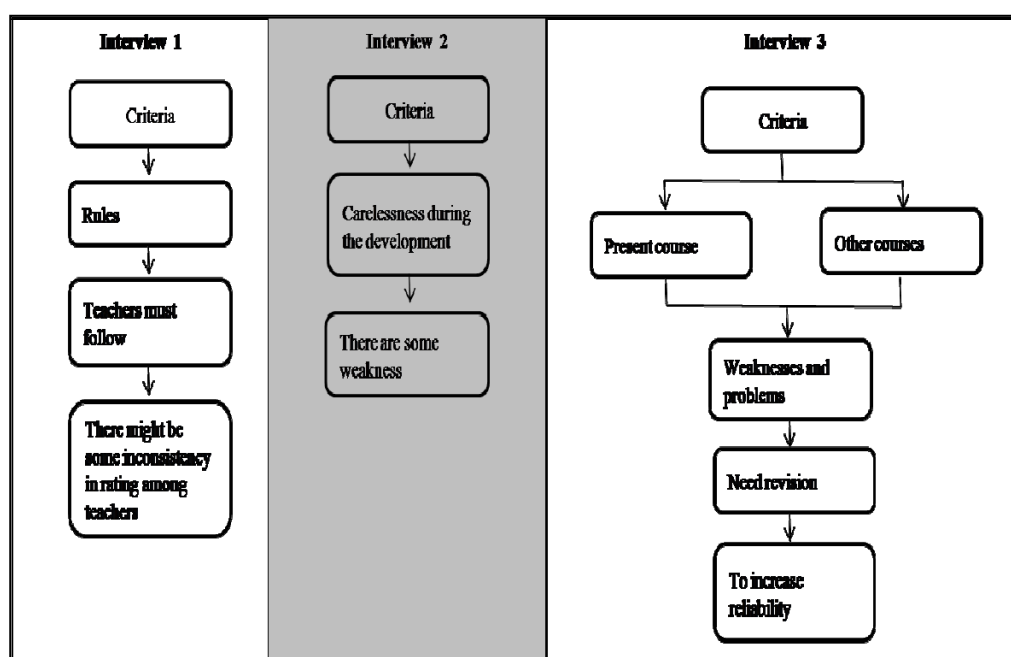 Interview 1
Criteria
Rules
Teachers must
follow
There might be
some inconsistency
in rating among
teachers
Interview 2
Criteria
Carelessness during
the development
There are some
weakness
Interview 3
Criteria
Present course
Other courses
Weaknesses and
problems
Need revision
To increase
reliability